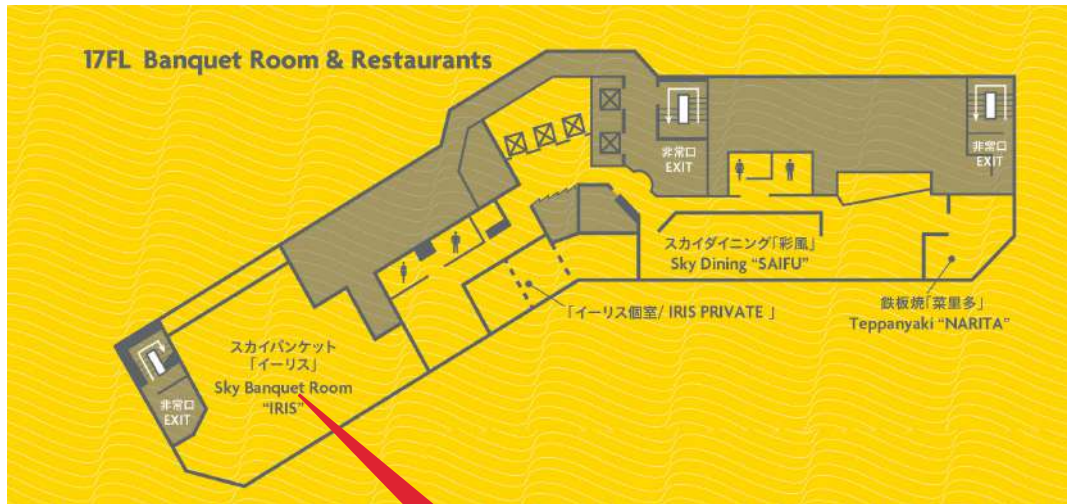 17FL Banquet Room & Restaurants
非常口
EXIT
非常口
EXIT
スカイダイニング「彩風」
Sky Dining “SAIFU”
鉄板焼「菜里多」
Teppanyaki “NARITA”
「イーリス個室/ IRIS PRIVATE 」
スカイバンケット
「イーリス」
Sky Banquet Room
“IRIS”
非常口
EXIT